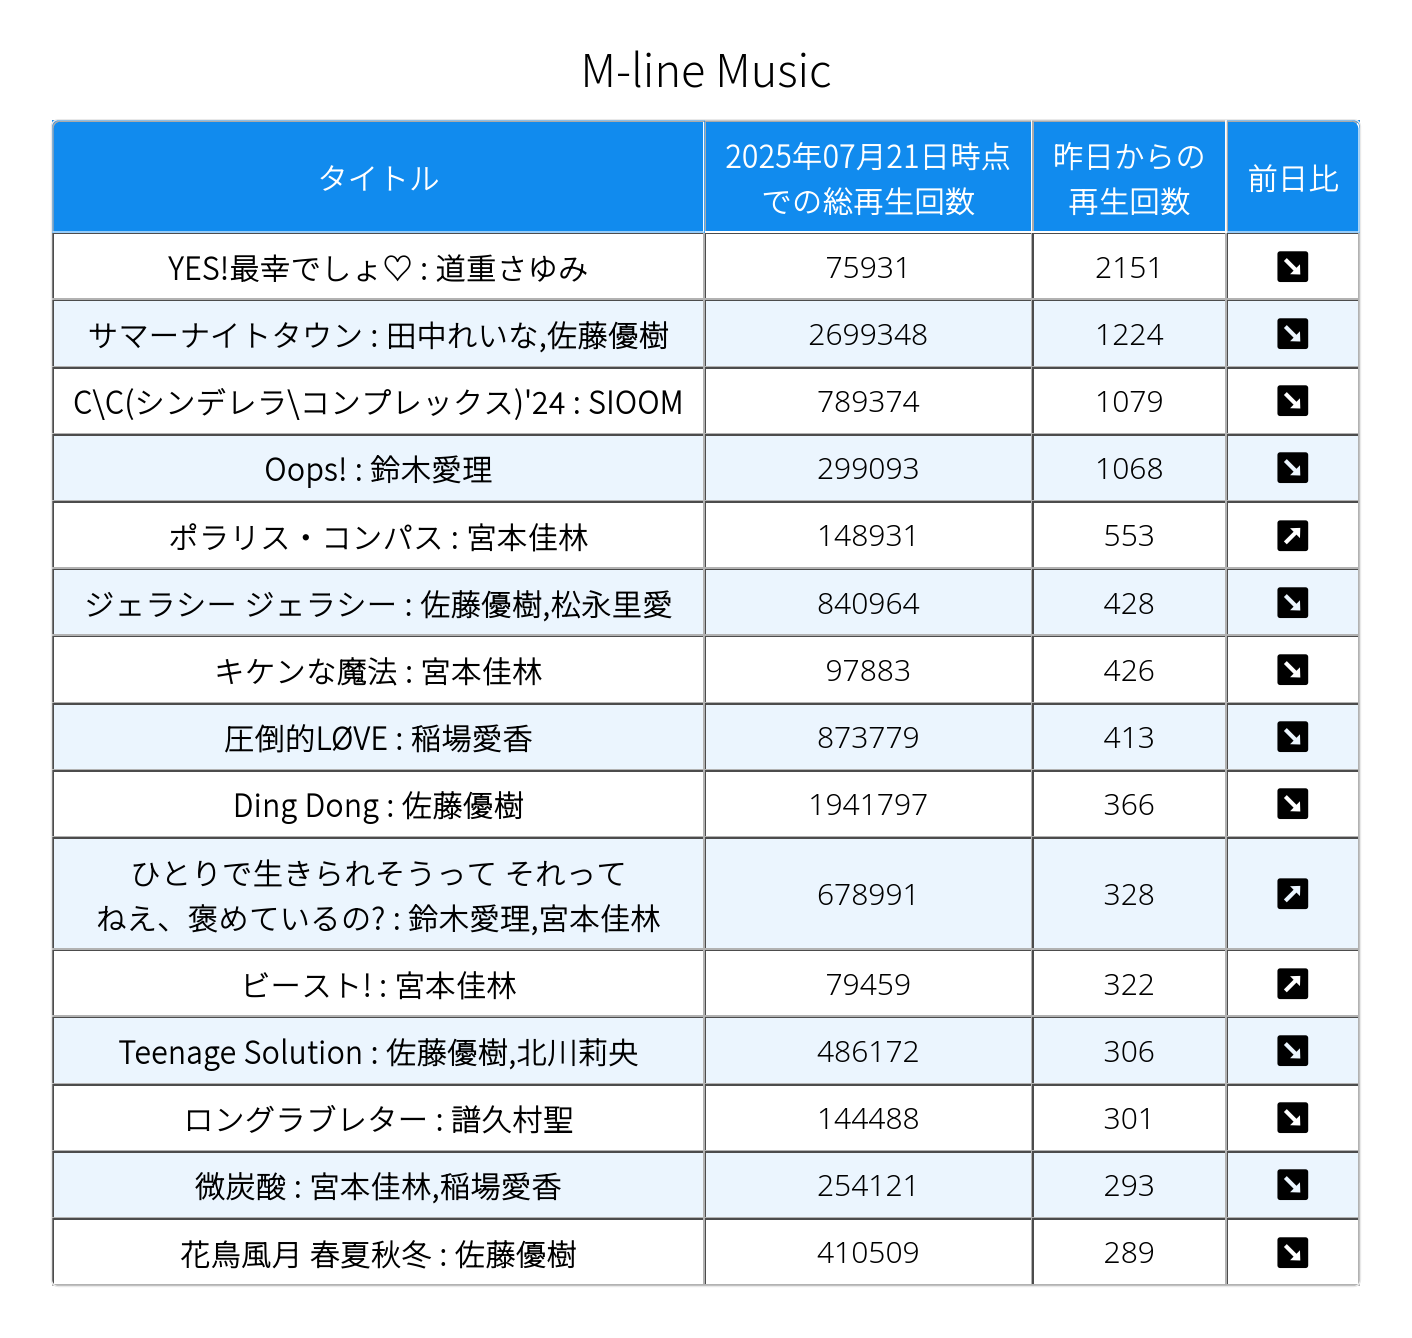 M-line Music
タイトル
2025年07月21日時点
での総再生回数
昨日からの
再生回数
前日比
YES!最幸でしょ♡ : 道重さゆみ 75931 2151
サマーナイトタウン : 田中れいな,佐藤優樹 2699348 1224
C\C(シンデレラ\コンプレックス)'24 : SIOOM 789374 1079
Oops! : 鈴木愛理 299093 1068
ポラリス・コンパス : 宮本佳林 148931 553
ジェラシー ジェラシー : 佐藤優樹,松永里愛 840964 428
キケンな魔法 : 宮本佳林 97883 426
圧倒的LØVE : 稲場愛香 873779 413
Ding Dong : 佐藤優樹 1941797 366
ひとりで生きられそうって それって
ねえ、褒めているの? : 鈴木愛理,宮本佳林 678991 328
ビースト! : 宮本佳林 79459 322
Teenage Solution : 佐藤優樹,北川莉央 486172 306
ロングラブレター : 譜久村聖 144488 301
微炭酸 : 宮本佳林,稲場愛香 254121 293
花鳥風月 春夏秋冬 : 佐藤優樹 410509 289